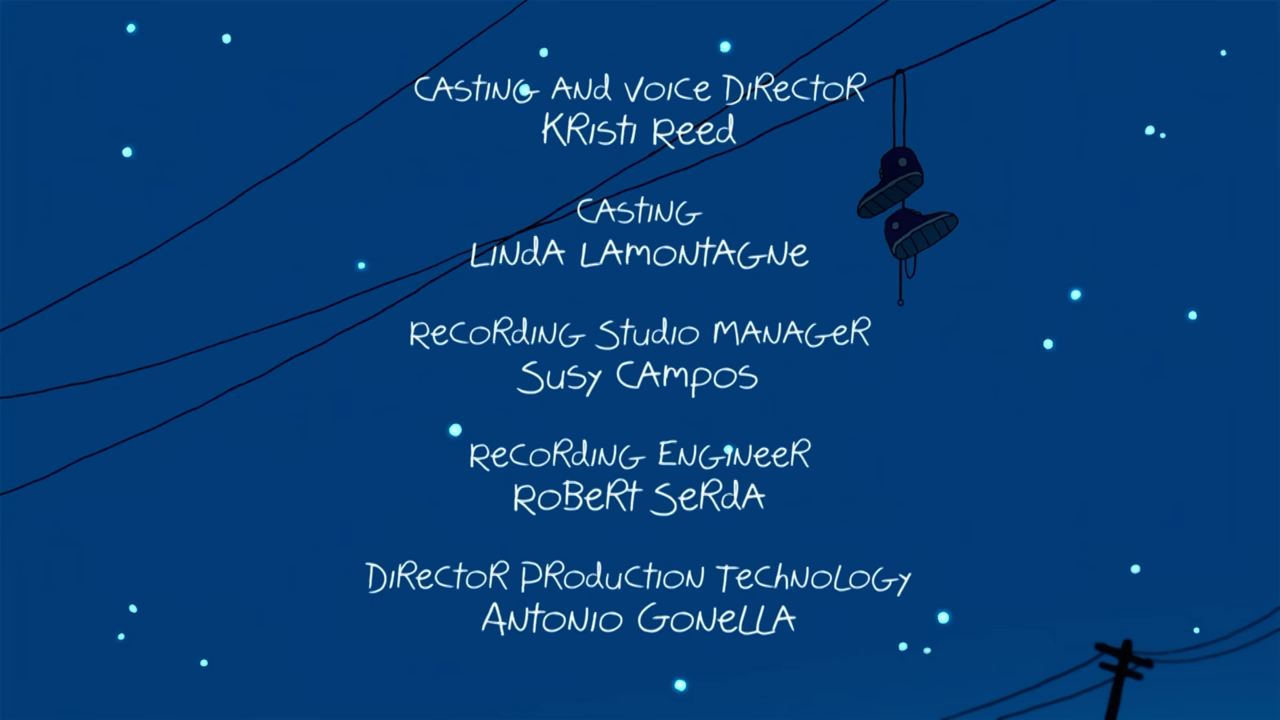 CASTING AND VOICE DIRECTOR
KRISTI REED
CASTING
LINDA LAMONTAGNE
RECORDING STUDIO MANAGER
SUSY CAMPOS
RECORDING ENGINEER
ROBERT SERDA
DIRECTOR PRODUCTION TECHNOLOGY
ANTONIO GONELLA